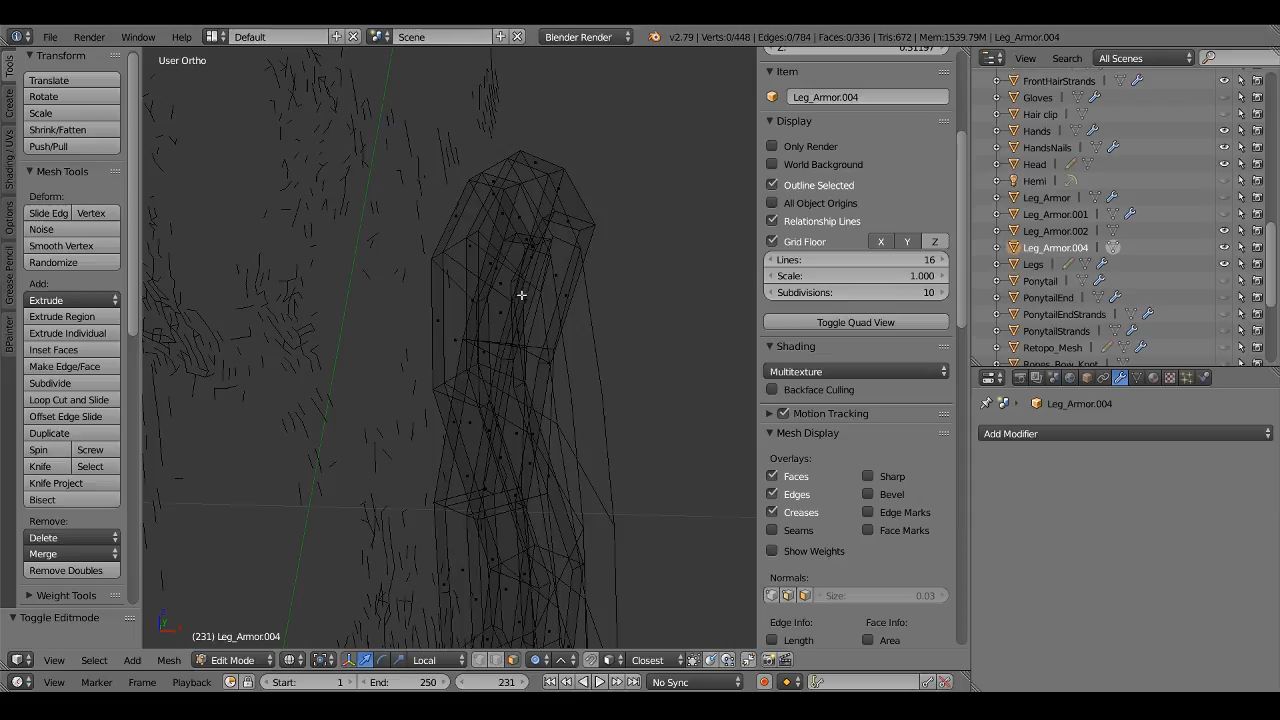 File Render Window Help Default Scene Blender Render v2.79 | Verts:0/448 | Edges:0/784 | Faces:0/336 | Tris:672 | Mem:1539.79M | Leg_Armor.004
Tools
Create
Shading / UVs
Options
Grease Pencil
BPainter
Transform
Translate
Rotate
Scale
Shrink/Fatten
Push/Pull
Mesh Tools
Deform:
Slide Edg Vertex
Noise
Smooth Vertex
Randomize
Add:
Extrude
Extrude Region
Extrude Individual
Inset Faces
Make Edge/Face
Subdivide
Loop Cut and Slide
Offset Edge Slide
Duplicate
Spin Screw
Knife Select
Knife Project
Bisect
Remove:
Delete
Merge
Remove Doubles
Weight Tools
Toggle Editmode
User Ortho
(231) Leg_Armor.004
Item
Leg_Armor.004
Display
Only Render
World Background
Outline Selected
All Object Origins
Relationship Lines
Grid Floor X Y Z
Lines: 16
Scale: 1.000
Subdivisions: 10
Toggle Quad View
Shading
Multitexture
Backface Culling
Motion Tracking
Mesh Display
Overlays:
Faces Sharp
Edges Bevel
Creases Edge Marks
Seams Face Marks
Show Weights
Normals:
Size: 0.03
Edge Info: Face Info:
Length Area
View Search All Scenes
FrontHairStrands
Gloves
Hair clip
Hands
HandsNails
Head
Hemi
Leg_Armor
Leg_Armor.001
Leg_Armor.002
Leg_Armor.004
Legs
Ponytail
PonytailEnd
PonytailEndStrands
PonytailStrands
Retopo_Mesh
Ropes_Bow_Knot
Leg_Armor.004
Add Modifier
View Select Add Mesh Edit Mode Local Closest
View Marker Frame Playback Start: 1 End: 250 231 No Sync